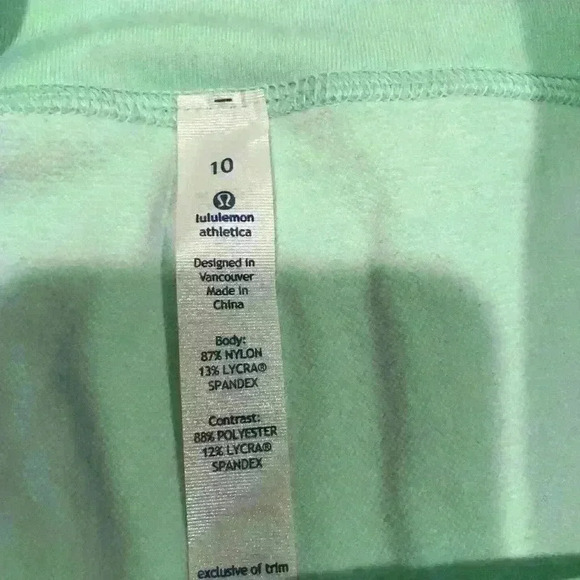 10
lululemon
athletica
Designed in
Vancouver
Made in
China
Body:
87% NYLON
13% LYCRA®
SPANDEX
Contrast:
88% POLYESTER
12% LYCRA®
SPANDEX
exclusive of trim